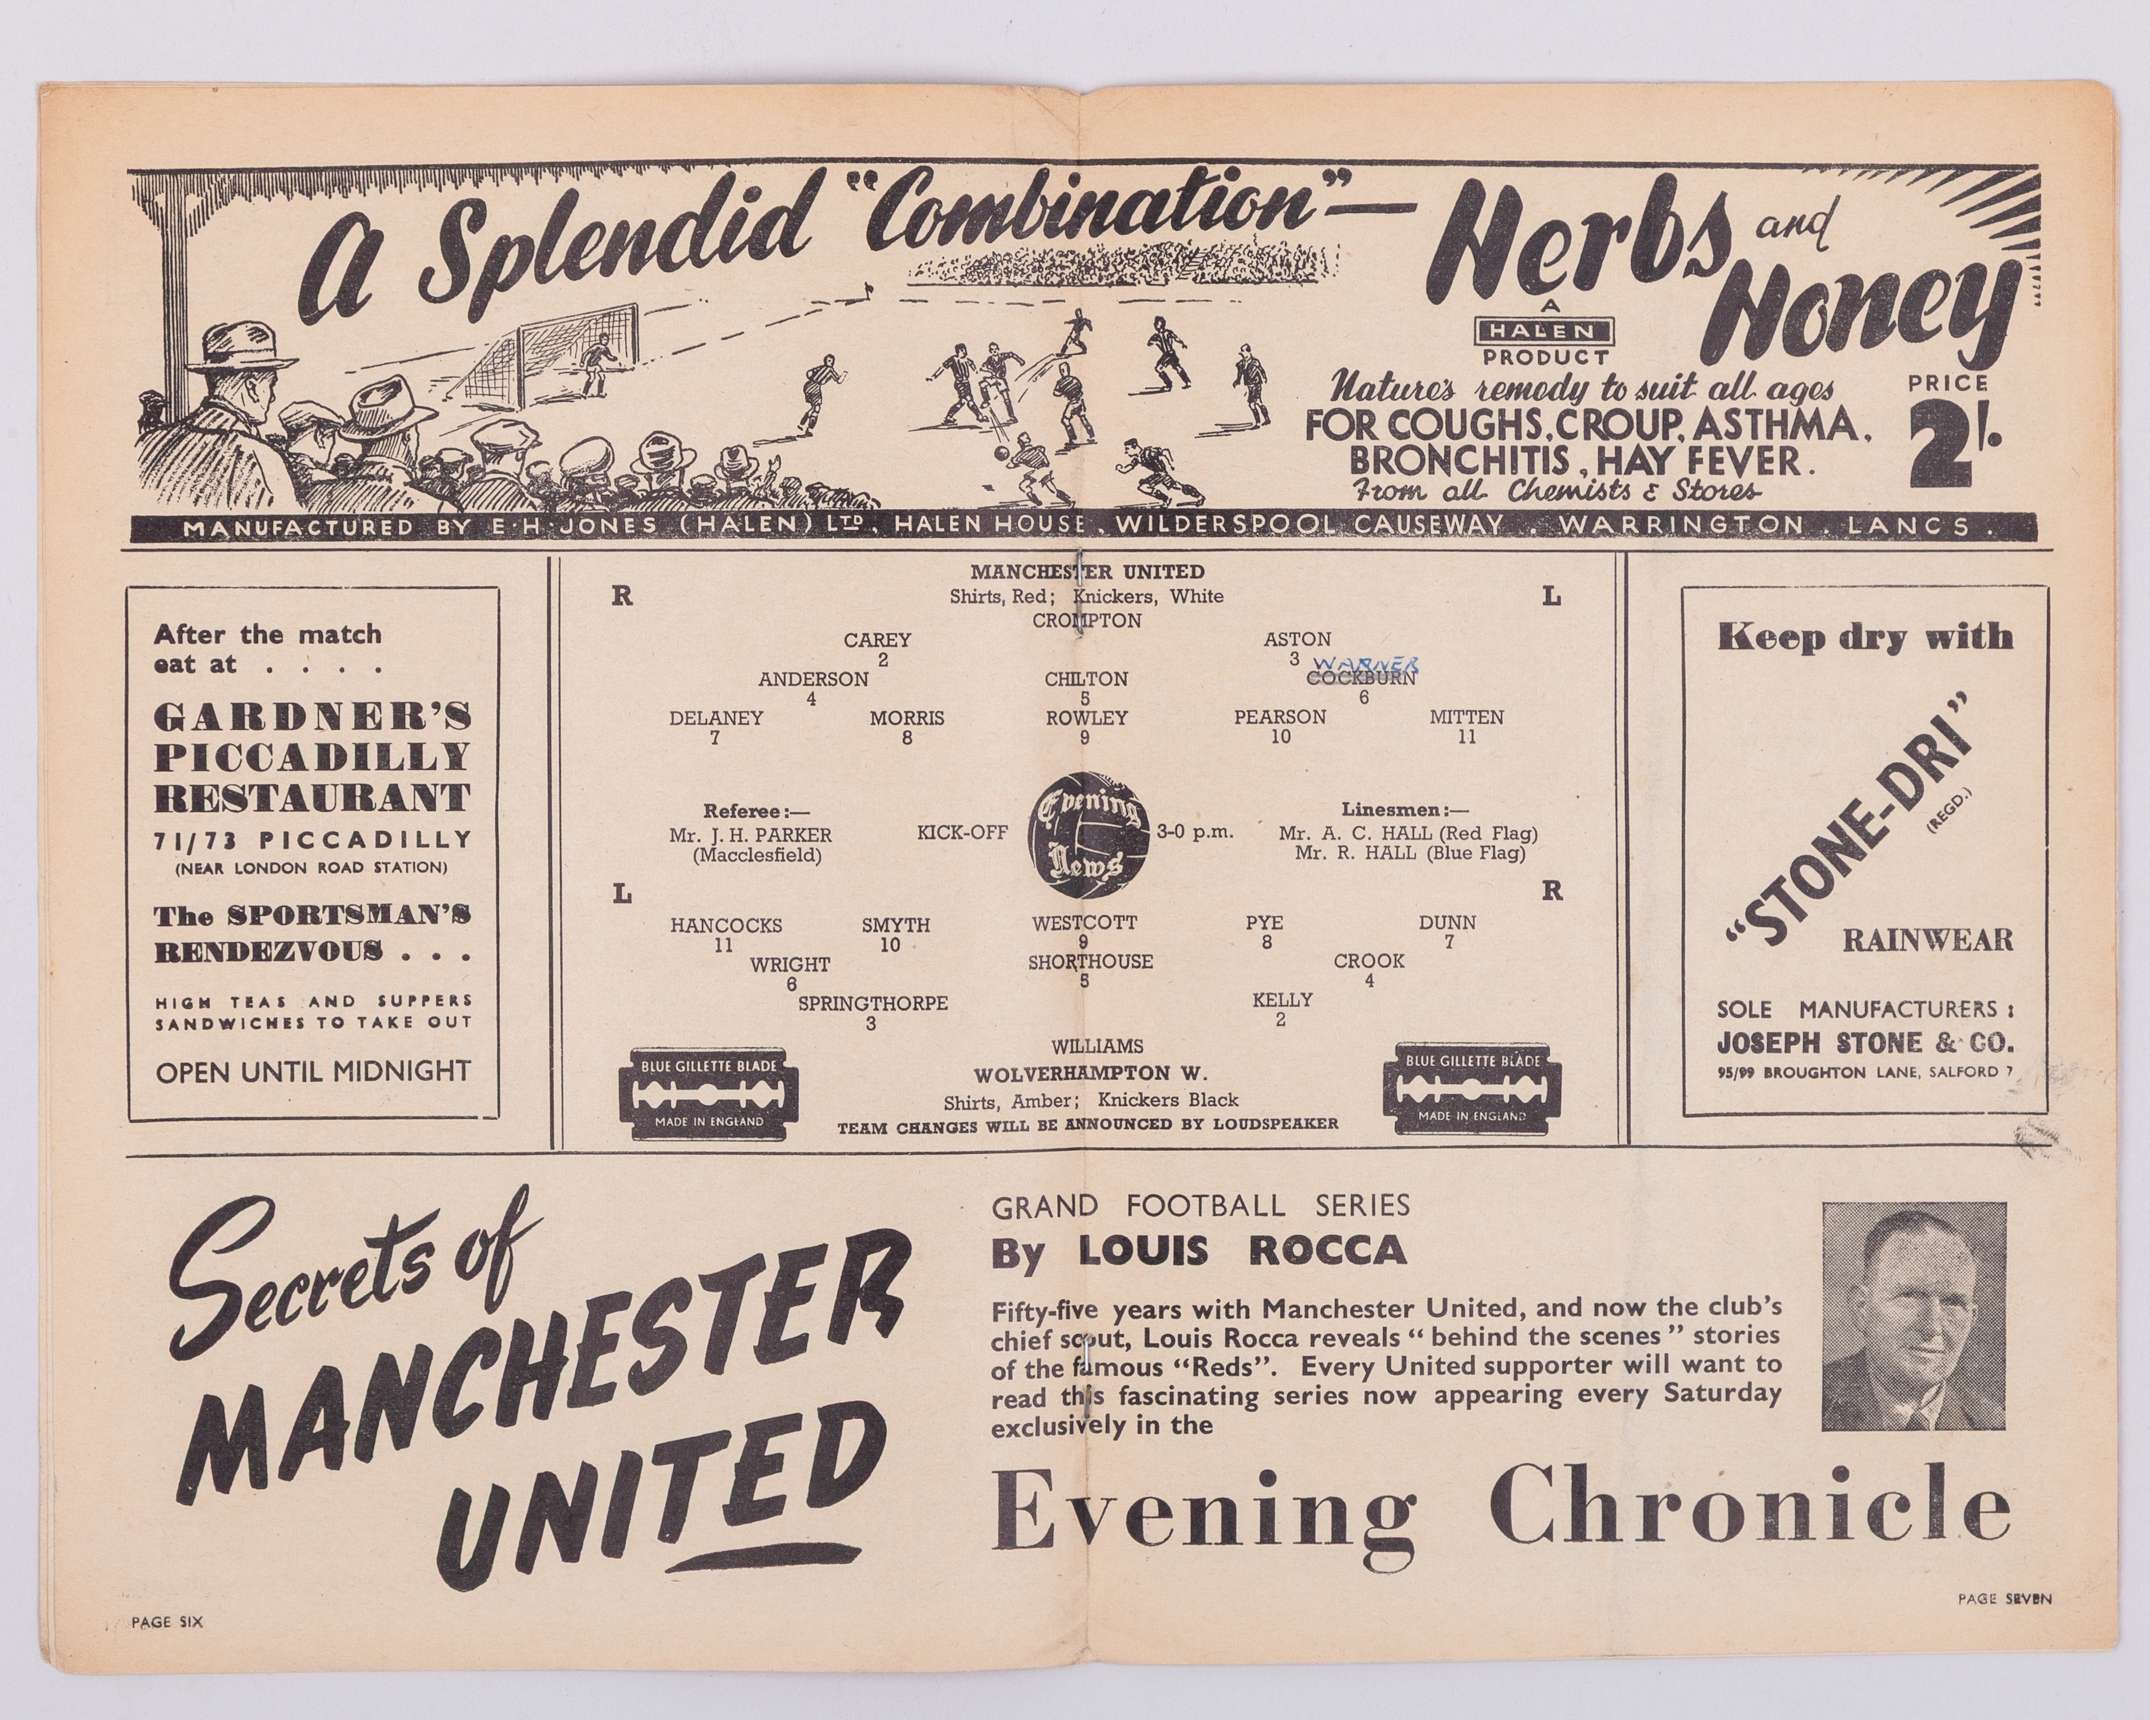 A Splendid "Combination"— Herbs and Honey
A
HALEN
PRODUCT
Nature's remedy to suit all ages
FOR COUGHS, CROUP, ASTHMA,
BRONCHITIS, HAY FEVER.
From all Chemists & Stores
PRICE
2/-
MANUFACTURED BY E·H·JONES (HALEN) LTD, HALEN HOUSE, WILDERSPOOL CAUSEWAY, WARRINGTON, LANCS.
After the match
eat at . . . .
GARDNER'S
PICCADILLY
RESTAURANT
71/73 PICCADILLY
(NEAR LONDON ROAD STATION)
The SPORTSMAN'S
RENDEZVOUS . . .
HIGH TEAS AND SUPPERS
SANDWICHES TO TAKE OUT
OPEN UNTIL MIDNIGHT
MANCHESTER UNITED
R Shirts, Red; Knickers, White L
CROMPTON
CAREY ASTON
2 3 WARNER
ANDERSON CHILTON COCKBURN
4 5 6
DELANEY MORRIS ROWLEY PEARSON MITTEN
7 8 9 10 11
Referee:— Linesmen:—
Mr. J. H. PARKER KICK-OFF Evening News 3-0 p.m. Mr. A. C. HALL (Red Flag)
(Macclesfield) Mr. R. HALL (Blue Flag)
L R
HANCOCKS SMYTH WESTCOTT PYE DUNN
11 10 9 8 7
WRIGHT SHORTHOUSE CROOK
6 5 4
SPRINGTHORPE KELLY
3 2
WILLIAMS
WOLVERHAMPTON W.
Shirts, Amber; Knickers Black
TEAM CHANGES WILL BE ANNOUNCED BY LOUDSPEAKER
BLUE GILLETTE BLADE
MADE IN ENGLAND
BLUE GILLETTE BLADE
MADE IN ENGLAND
Keep dry with
"STONE-DRI"
(REGD.)
RAINWEAR
SOLE MANUFACTURERS :
JOSEPH STONE & CO.
95/99 BROUGHTON LANE, SALFORD 7
Secrets of
MANCHESTER
UNITED
GRAND FOOTBALL SERIES
By LOUIS ROCCA
Fifty-five years with Manchester United, and now the club's
chief scout, Louis Rocca reveals "behind the scenes" stories
of the famous "Reds". Every United supporter will want to
read this fascinating series now appearing every Saturday
exclusively in the
Evening Chronicle
PAGE SIX
PAGE SEVEN